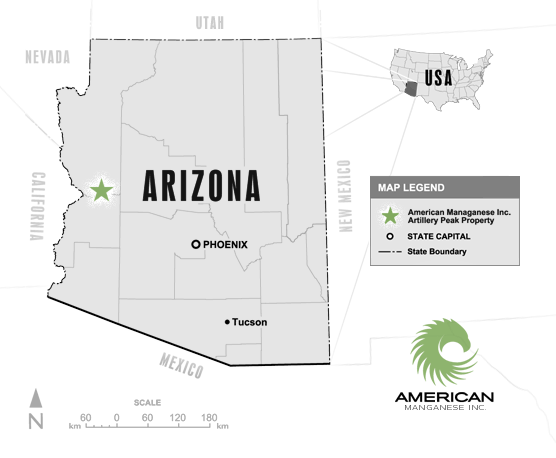 UTAH
NEVADA
USA
CALIFORNIA
ARIZONA
NEW MEXICO
MAP LEGEND
American Managanese Inc.
Artillery Peak Property
STATE CAPITAL
State Boundary
PHOENIX
Tucson
MEXICO
AMERICAN
MANGANESE INC.
N
SCALE
60 0 60 120 180
km km